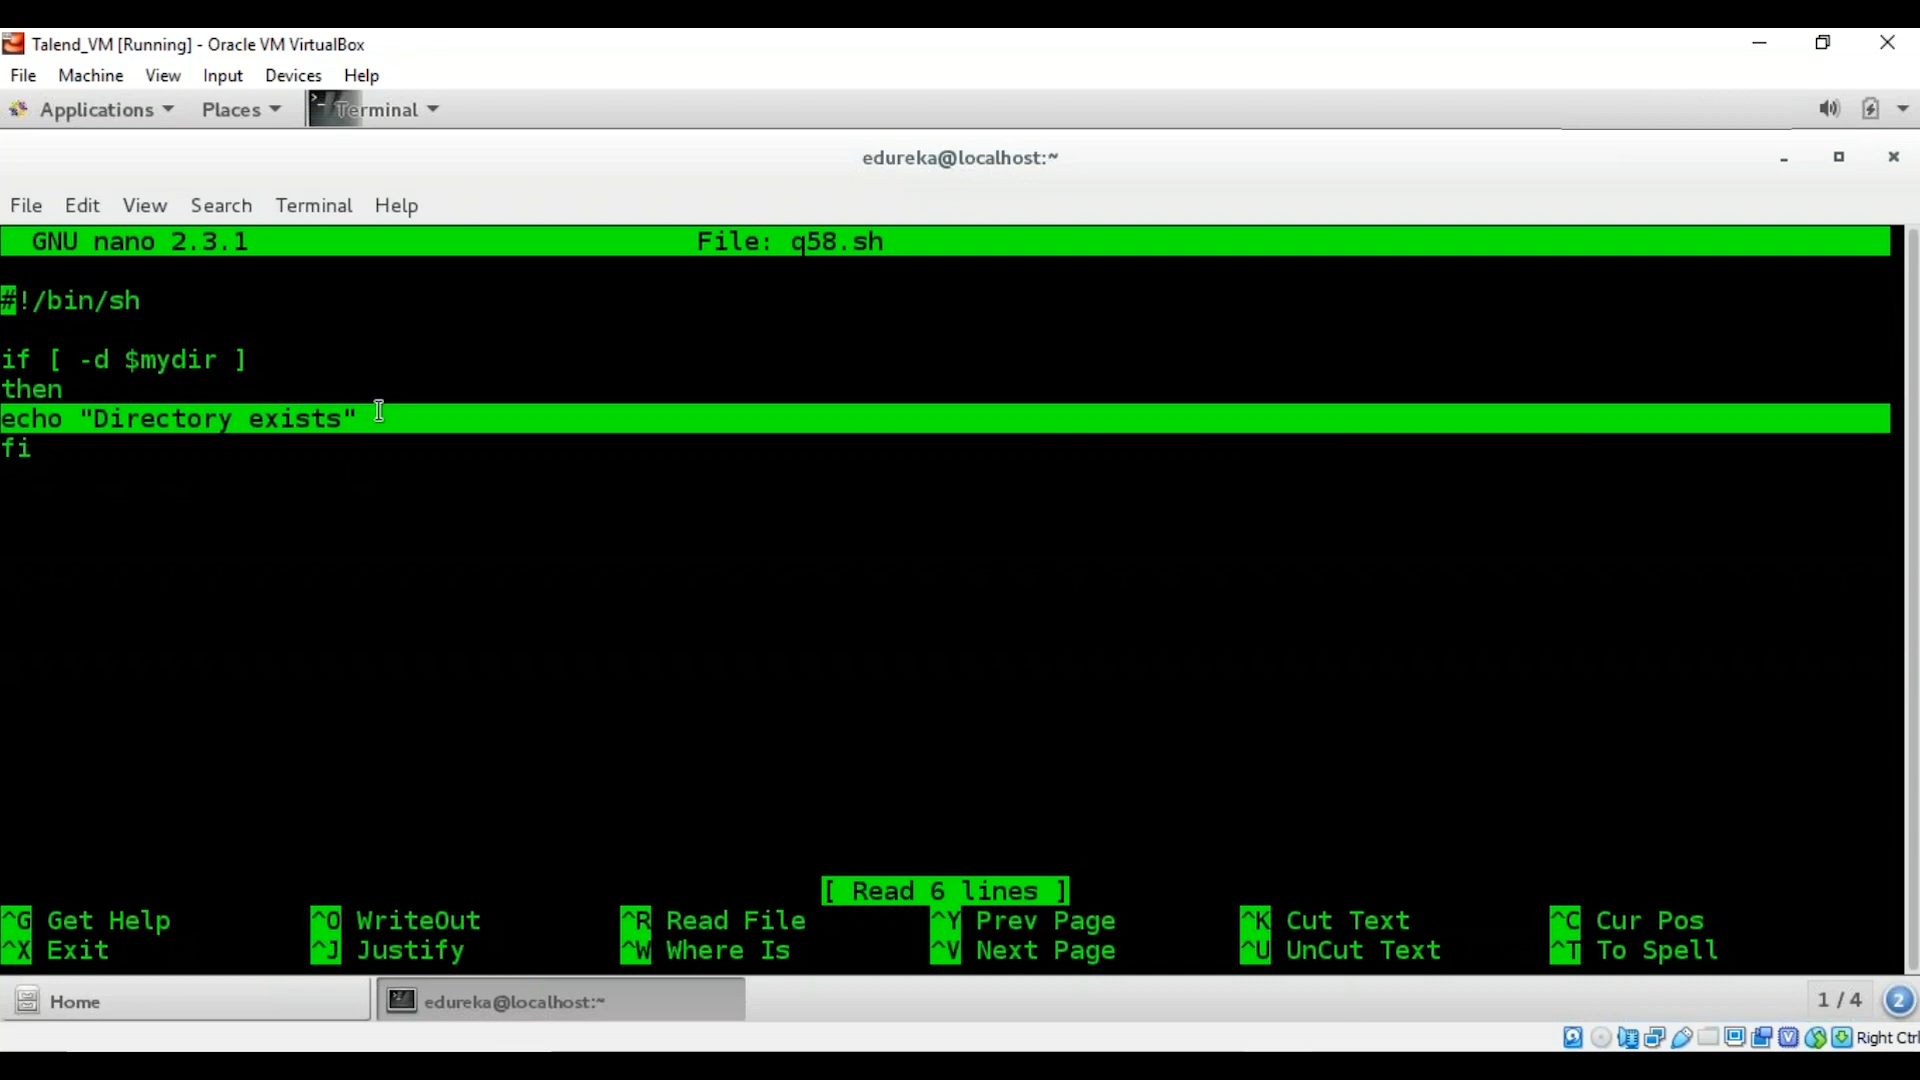 Talend_VM [Running] - Oracle VM VirtualBox
File Machine View Input Devices Help
Applications Places Terminal
edureka@localhost:~
File Edit View Search Terminal Help
GNU nano 2.3.1 File: q58.sh
#!/bin/sh
if [ -d $mydir ]
then
echo "Directory exists"
fi
[ Read 6 lines ]
^G Get Help ^O WriteOut ^R Read File ^Y Prev Page ^K Cut Text ^C Cur Pos
^X Exit ^J Justify ^W Where Is ^V Next Page ^U UnCut Text ^T To Spell
Home edureka@localhost:~ 1 / 4 2
Right Ctrl